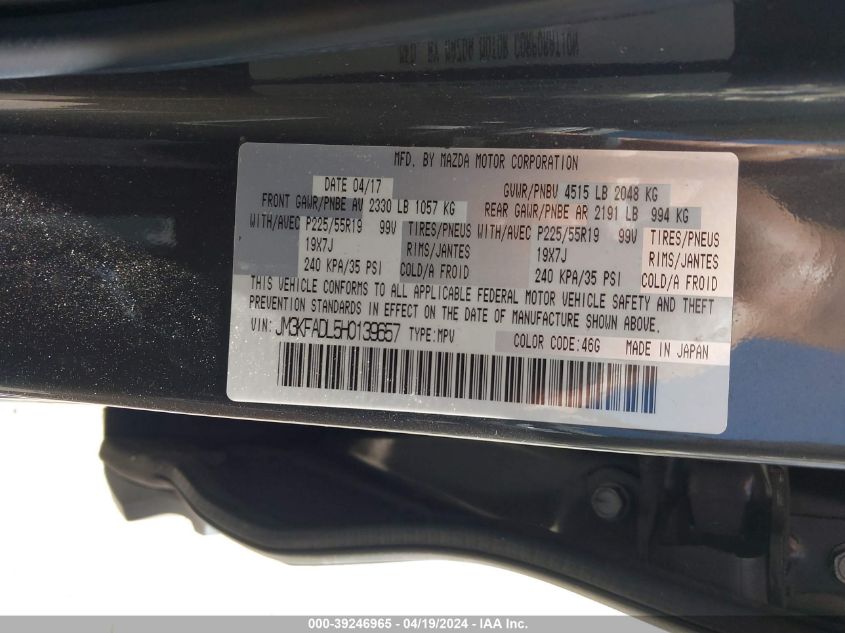 MFD. BY MAZDA MOTOR CORPORATION
DATE 04/17 GVWR/PNBV 4515 LB 2048 KG
FRONT GAWR/PNBE AV 2330 LB 1057 KG REAR GAWR/PNBE AR 2191 LB 994 KG
WITH/AVEC P225/55R19 99V TIRES/PNEUS WITH/AVEC P225/55R19 99V TIRES/PNEUS
19X7J RIMS/JANTES 19X7J RIMS/JANTES
240 KPA/35 PSI COLD/A FROID 240 KPA/35 PSI COLD/A FROID
THIS VEHICLE CONFORMS TO ALL APPLICABLE FEDERAL MOTOR VEHICLE SAFETY AND THEFT
PREVENTION STANDARDS IN EFFECT ON THE DATE OF MANUFACTURE SHOWN ABOVE.
VIN: JM3KFADL5H0139657 TYPE:MPV COLOR CODE:46G MADE IN JAPAN
000-39246965 - 04/19/2024 - IAA Inc.